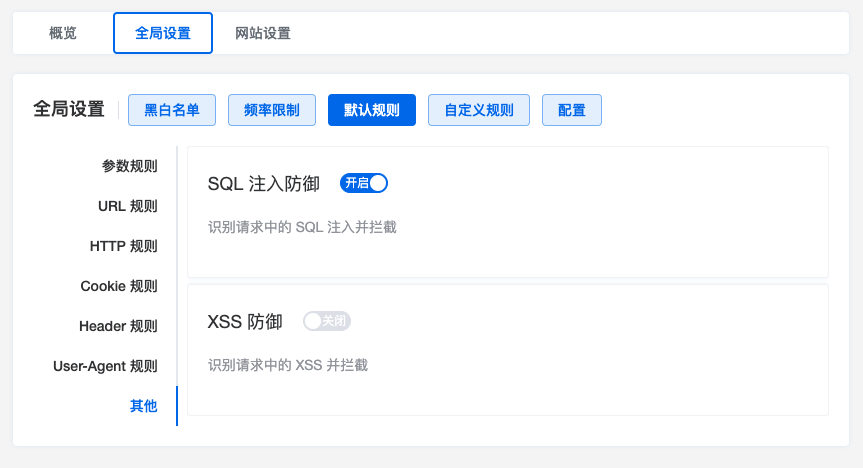 概览
全局设置
网站设置
全局设置
黑白名单
频率限制
默认规则
自定义规则
配置
参数规则
URL 规则
HTTP 规则
Cookie 规则
Header 规则
User-Agent 规则
其他
SQL 注入防御
开启
识别请求中的 SQL 注入并拦截
XSS 防御
关闭
识别请求中的 XSS 并拦截